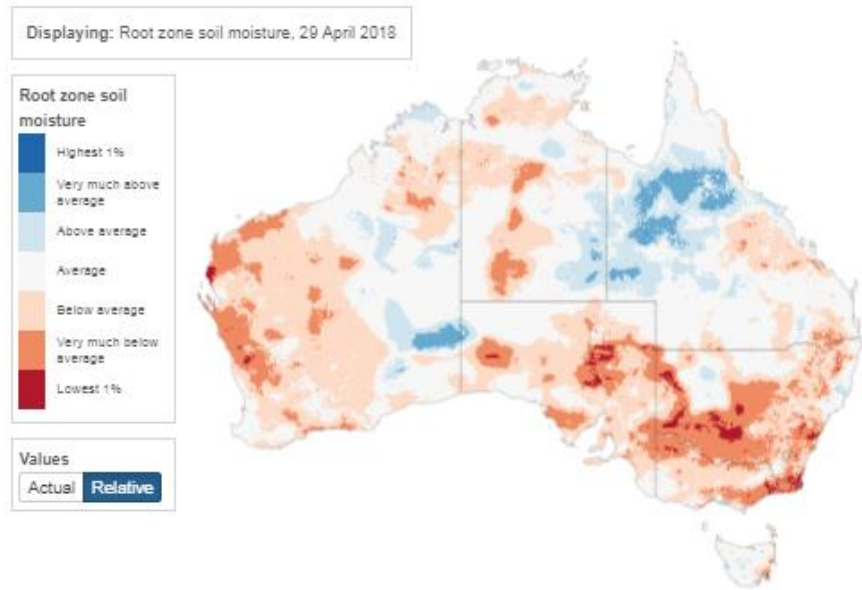 Displaying: Root zone soil moisture, 29 April 2018
Root zone soil
moisture
Highest 1%
Very much above
average
Above average
Average
Below average
Very much below
average
Lowest 1%
Values
Actual Relative